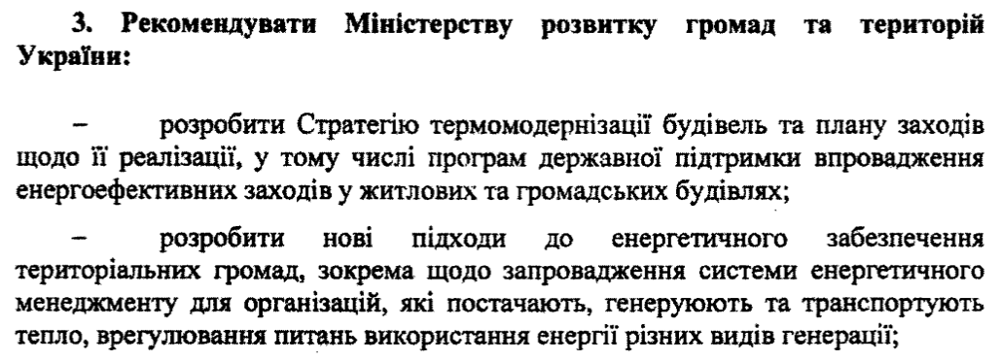 3. Рекомендувати Міністерству розвитку громад та територій
України:
– розробити Стратегію термомодернізації будівель та плану заходів
щодо її реалізації, у тому числі програм державної підтримки впровадження
енергоефективних заходів у житлових та громадських будівлях;
– розробити нові підходи до енергетичного забезпечення
територіальних громад, зокрема щодо запровадження системи енергетичного
менеджменту для організацій, які постачають, генеруюють та транспортують
тепло, врегулювання питань використання енергії різних видів генерації;